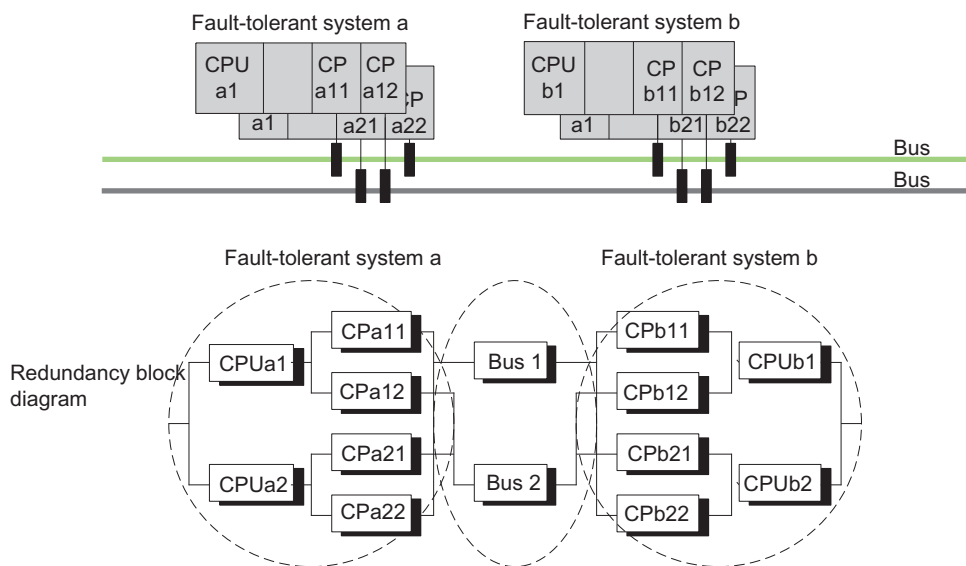 Fault-tolerant system a
Fault-tolerant system b
CPU
a1
CP
a11
CP
a12
CP
a1
a21
a22
CPU
b1
CP
b11
CP
b12
a1
b21
b22
Bus
Bus
Fault-tolerant system a
Fault-tolerant system b
Redundancy block
diagram
CPUa1
CPa11
CPa12
Bus 1
CPb11
CPb12
CPUb1
CPUa2
CPa21
CPa22
Bus 2
CPb21
CPb22
CPUb2